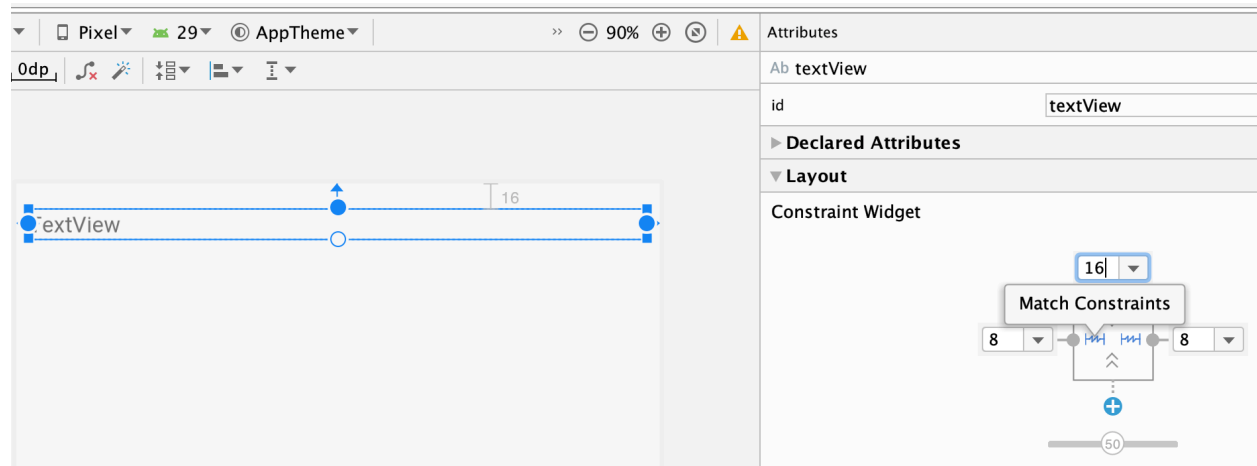 Pixel 29 AppTheme 90% Attributes
0dp
Ab textView
id textView
Declared Attributes
Layout
16
TextView
Constraint Widget
16
Match Constraints
8 8
50